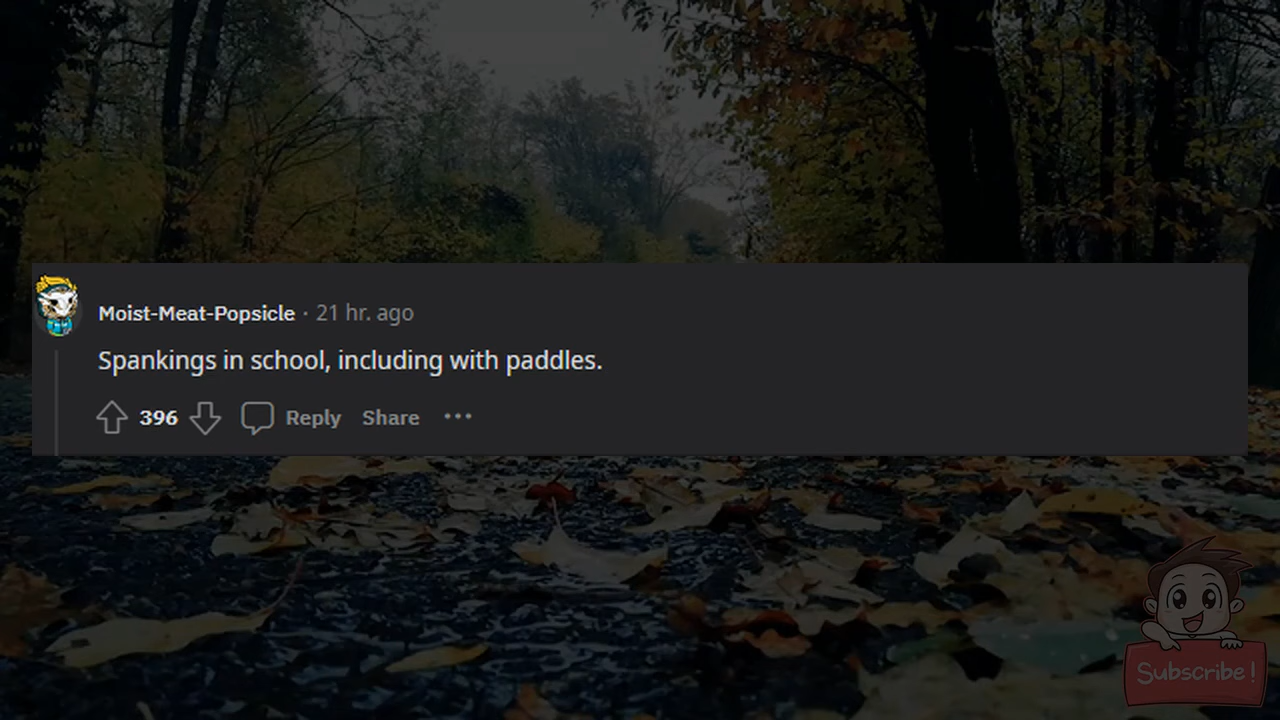 Moist-Meat-Popsicle · 21 hr. ago
Spankings in school, including with paddles.
396 Reply Share ···
Subscribe!